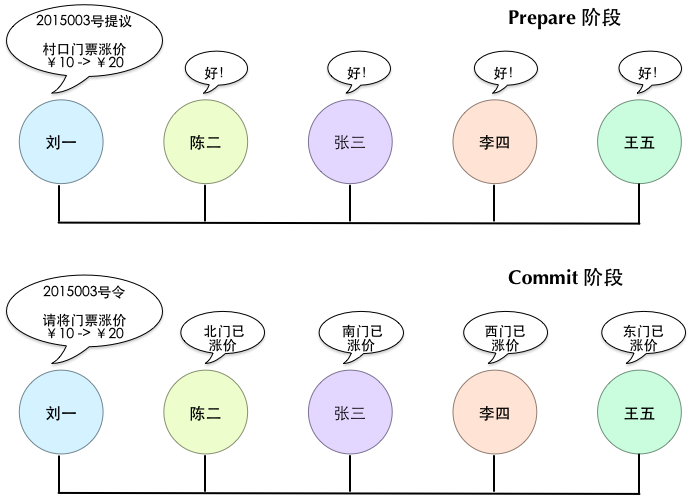 Prepare 阶段
2015003号提议
村口门票涨价
￥10 -> ￥20
好！
好！
好！
好！
刘一
陈二
张三
李四
王五
Commit 阶段
2015003号令
请将门票涨价
￥10 -> ￥20
北门已
涨价
南门已
涨价
西门已
涨价
东门已
涨价
刘一
陈二
张三
李四
王五